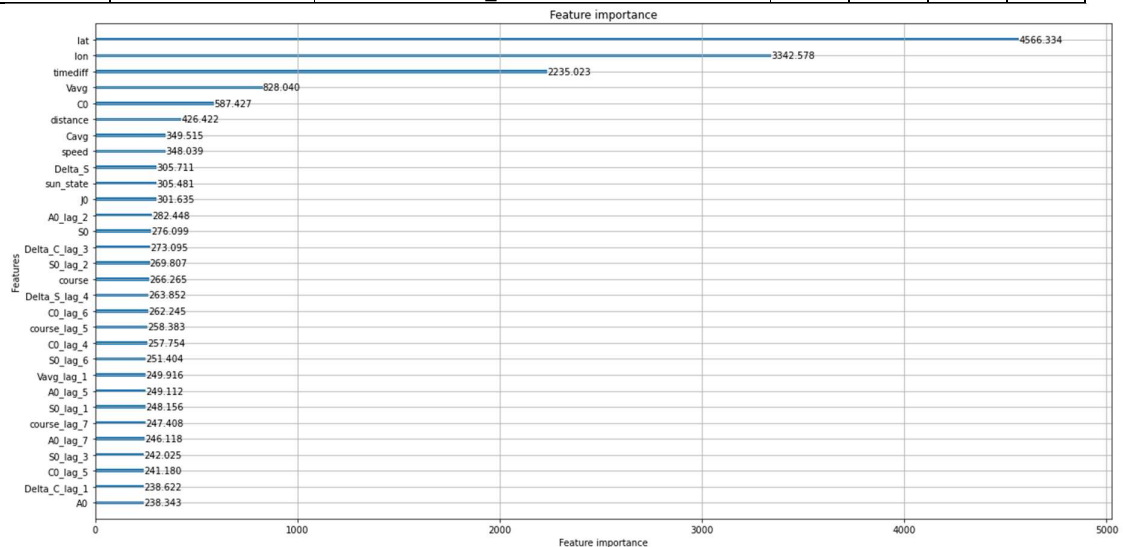 Feature importance
lat 4566.334
lon 3342.578
timediff 2235.023
Vavg 828.040
C0 587.427
distance 426.422
Cavg 349.515
speed 348.039
Delta_S 305.711
sun_state 305.481
J0 301.635
A0_lag_2 282.448
S0 276.099
Delta_C_lag_3 273.095
S0_lag_2 269.807
course 266.265
Delta_S_lag_4 263.852
C0_lag_6 262.245
course_lag_5 258.383
C0_lag_4 257.754
S0_lag_6 251.404
Vavg_lag_1 249.916
A0_lag_5 249.112
S0_lag_1 248.156
course_lag_7 247.408
A0_lag_7 246.118
S0_lag_3 242.025
C0_lag_5 241.180
Delta_C_lag_1 238.622
A0 238.343
Features
0 1000 2000 3000 4000 5000
Feature importance